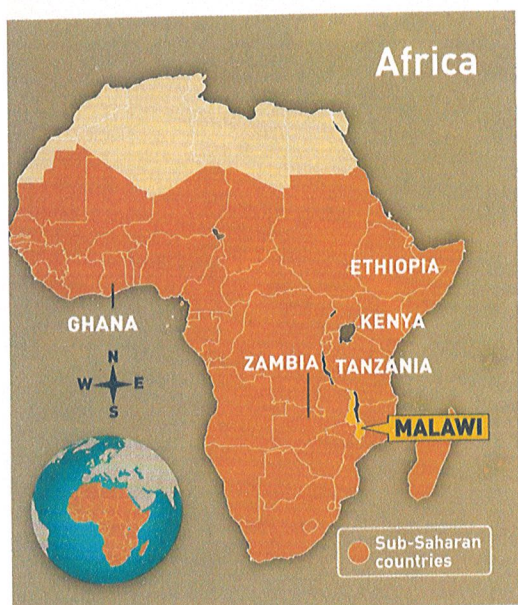 Africa
ETHIOPIA
GHANA
KENYA
ZAMBIA
TANZANIA
N
W E
S
MALAWI
Sub-Saharan
countries